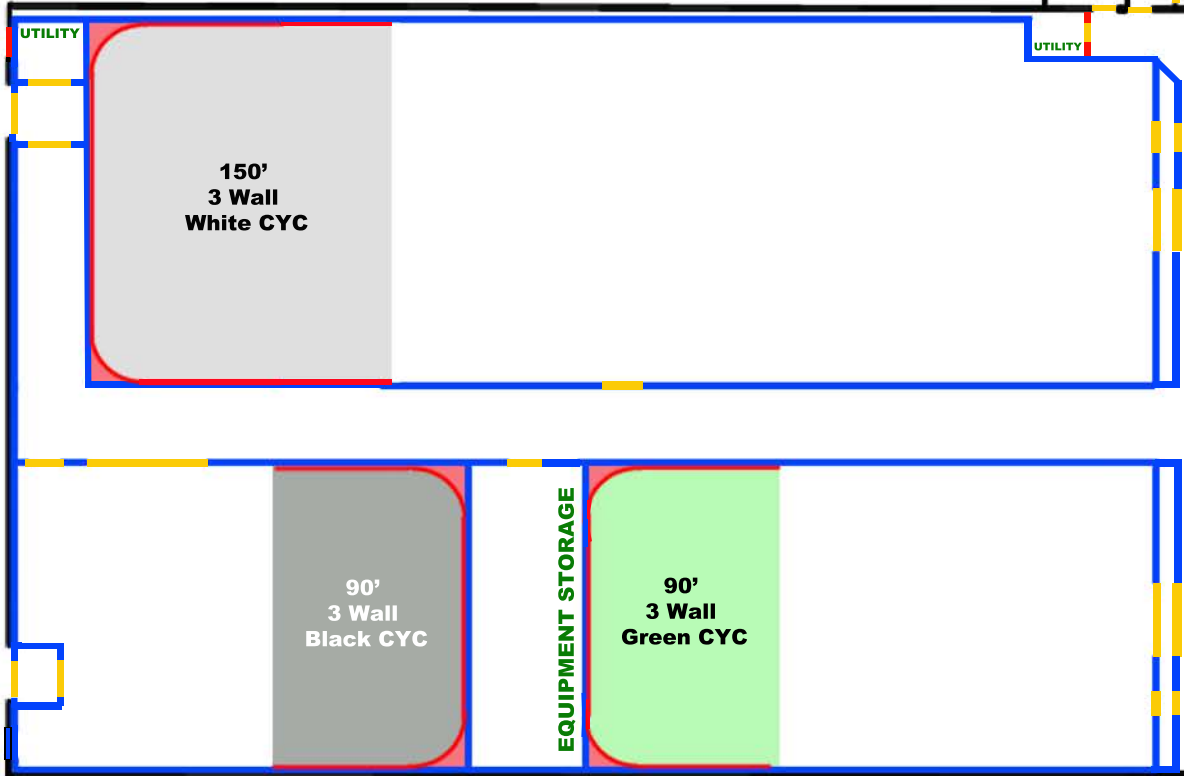 UTILITY
UTILITY
150’
3 Wall
White CYC
90’
3 Wall
Black CYC
EQUIPMENT STORAGE
90’
3 Wall
Green CYC